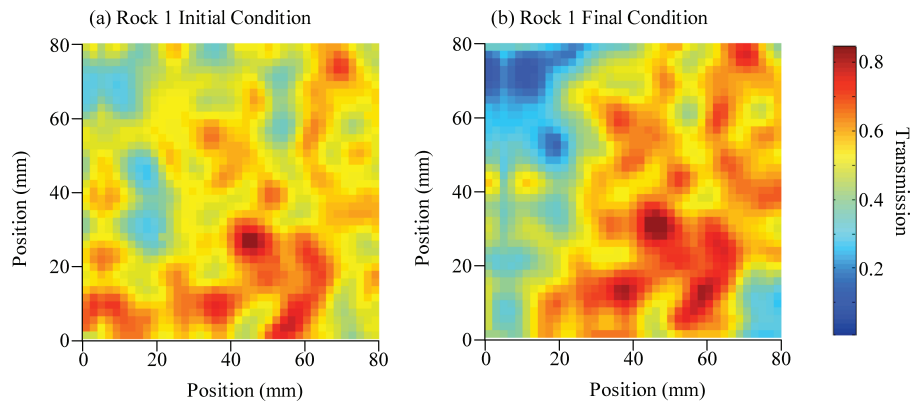 (a) Rock 1 Initial Condition
(b) Rock 1 Final Condition
80
60
40
20
0
Position (mm)
0 20 40 60 80
Position (mm)
80
60
40
20
0
Position (mm)
0 20 40 60 80
Position (mm)
0.8
0.6
0.4
0.2
Transmission